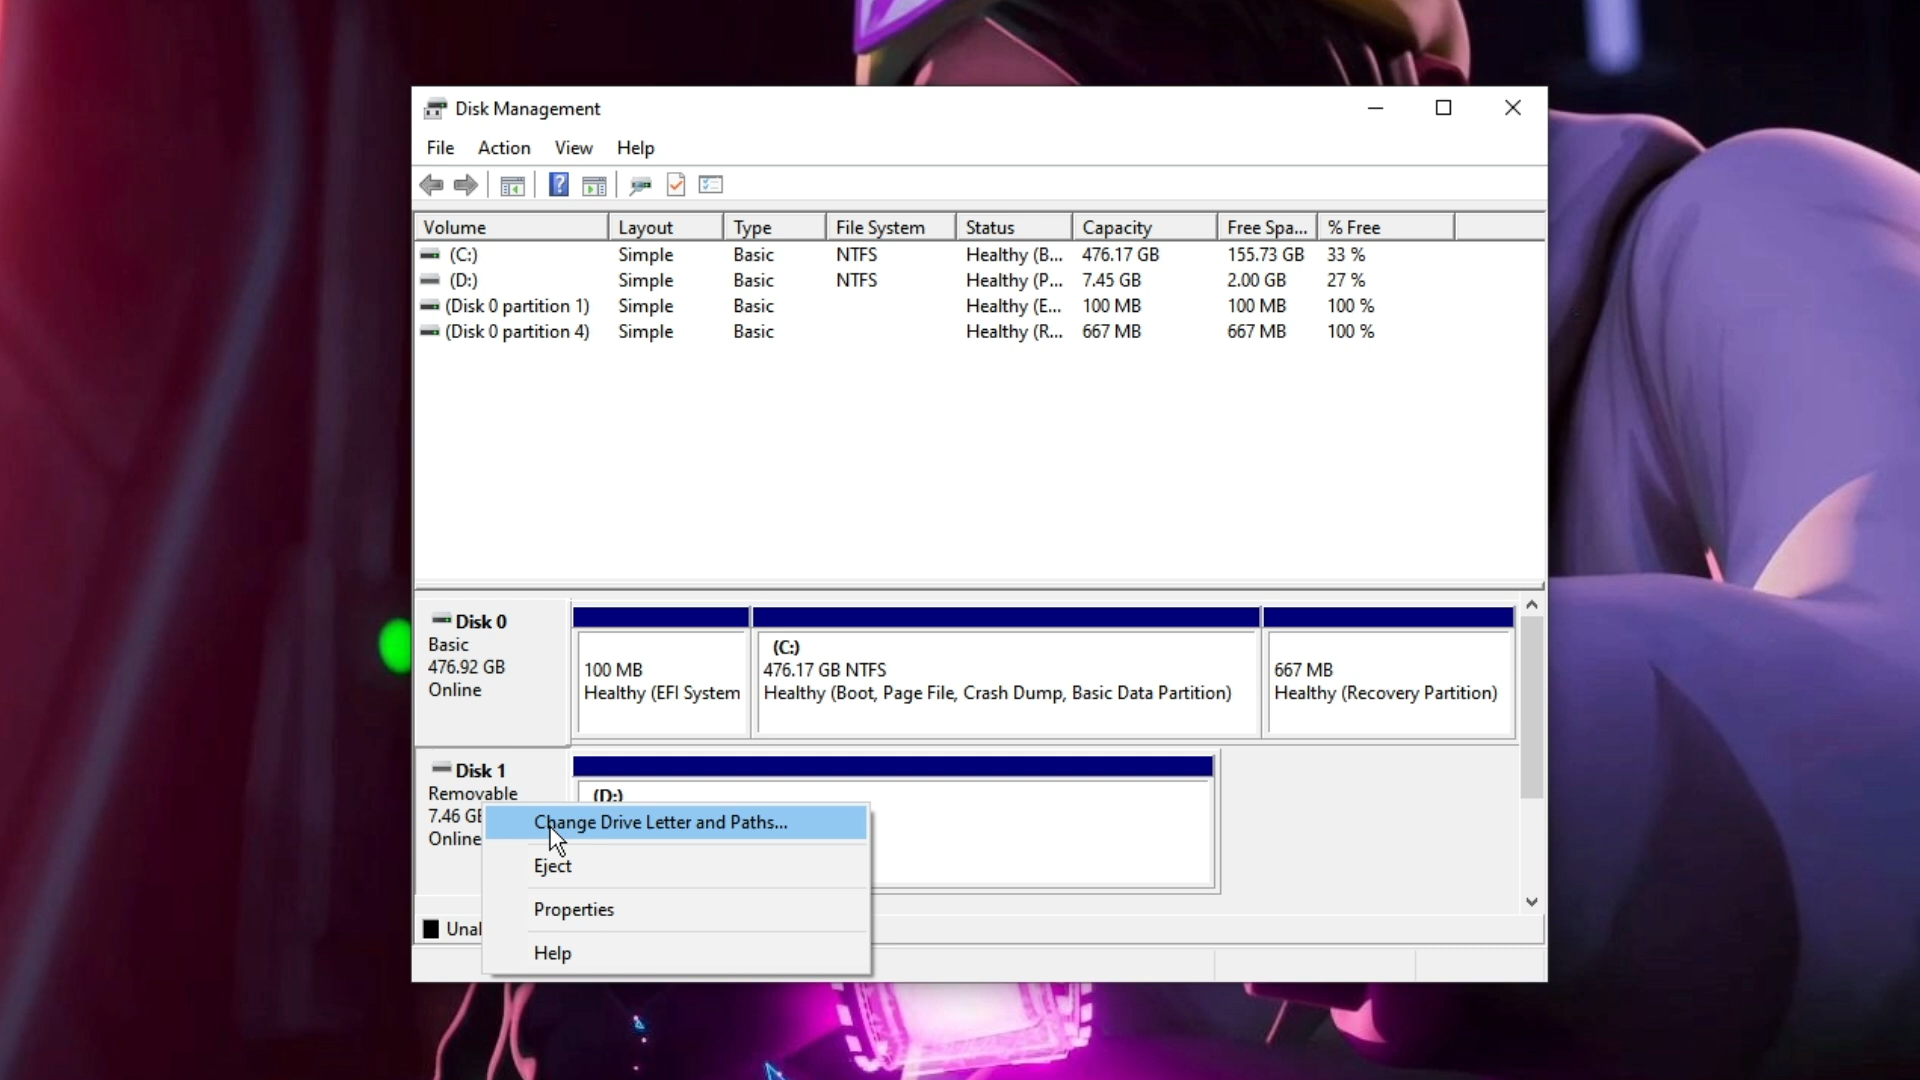 Disk Management
File Action View Help
Volume Layout Type File System Status Capacity Free Spa... % Free
(C:) Simple Basic NTFS Healthy (B... 476.17 GB 155.73 GB 33 %
(D:) Simple Basic NTFS Healthy (P... 7.45 GB 2.00 GB 27 %
(Disk 0 partition 1) Simple Basic Healthy (E... 100 MB 100 MB 100 %
(Disk 0 partition 4) Simple Basic Healthy (R... 667 MB 667 MB 100 %
Disk 0
Basic
476.92 GB
Online
100 MB
Healthy (EFI System
(C:)
476.17 GB NTFS
Healthy (Boot, Page File, Crash Dump, Basic Data Partition)
667 MB
Healthy (Recovery Partition)
Disk 1
Removable
7.46 GB
Online
(D:)
Change Drive Letter and Paths...
Eject
Properties
Help
Unal